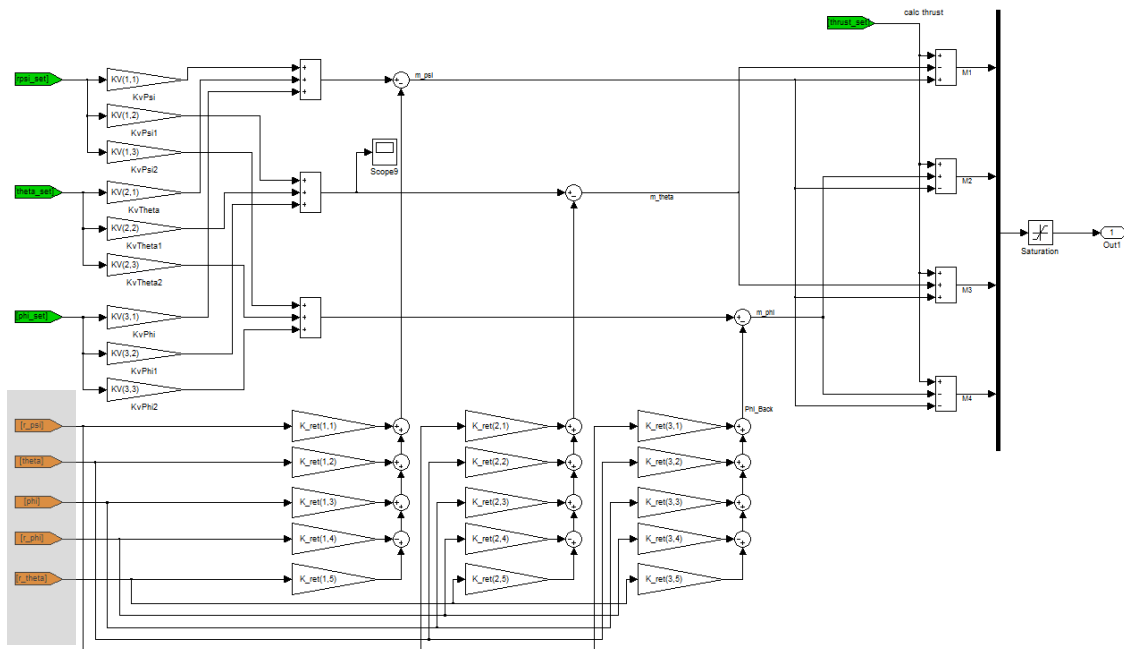 calc thrust
[thrust_set]
[rpsi_set]
KV(1,1)
KvPsi
m_psi
M1
KV(1,2)
KvPsi1
KV(1,3)
KvPsi2
Scope9
[theta_set]
KV(2,1)
KvTheta
m_theta
M2
KV(2,2)
KvTheta1
KV(2,3)
KvTheta2
Saturation
1
Out1
M3
[phi_set]
KV(3,1)
KvPhi
m_phi
KV(3,2)
KvPhi1
KV(3,3)
KvPhi2
M4
Phi_Back
[r_psi]
K_ret(1,1)
K_ret(2,1)
K_ret(3,1)
[theta]
K_ret(1,2)
K_ret(2,2)
K_ret(3,2)
[phi]
K_ret(1,3)
K_ret(2,3)
K_ret(3,3)
[r_phi]
K_ret(1,4)
K_ret(2,4)
K_ret(3,4)
[r_theta]
K_ret(1,5)
K_ret(2,5)
K_ret(3,5)